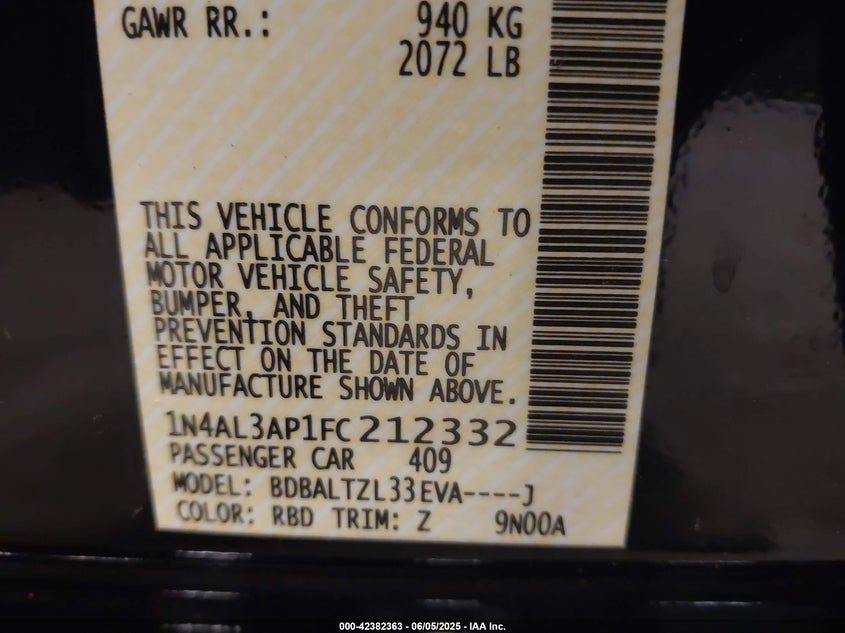 GAWR RR.: 940 KG
2072 LB
THIS VEHICLE CONFORMS TO
ALL APPLICABLE FEDERAL
MOTOR VEHICLE SAFETY,
BUMPER, AND THEFT
PREVENTION STANDARDS IN
EFFECT ON THE DATE OF
MANUFACTURE SHOWN ABOVE.
1N4AL3AP1FC212332
PASSENGER CAR 409
MODEL: BDBALTZL33EVA----J
COLOR: RBD TRIM: Z 9N00A
000-42382363 - 06/05/2025 - IAA Inc.